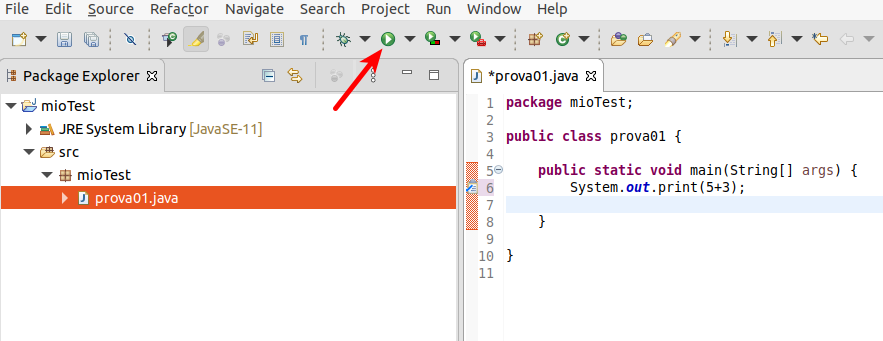 File Edit Source Refactor Navigate Search Project Run Window Help
Package Explorer
mioTest
JRE System Library [JavaSE-11]
src
mioTest
prova01.java
*prova01.java
1 package mioTest;
2
3 public class prova01 {
4
5 public static void main(String[] args) {
6 System.out.print(5+3);
7
8 }
9
10 }
11